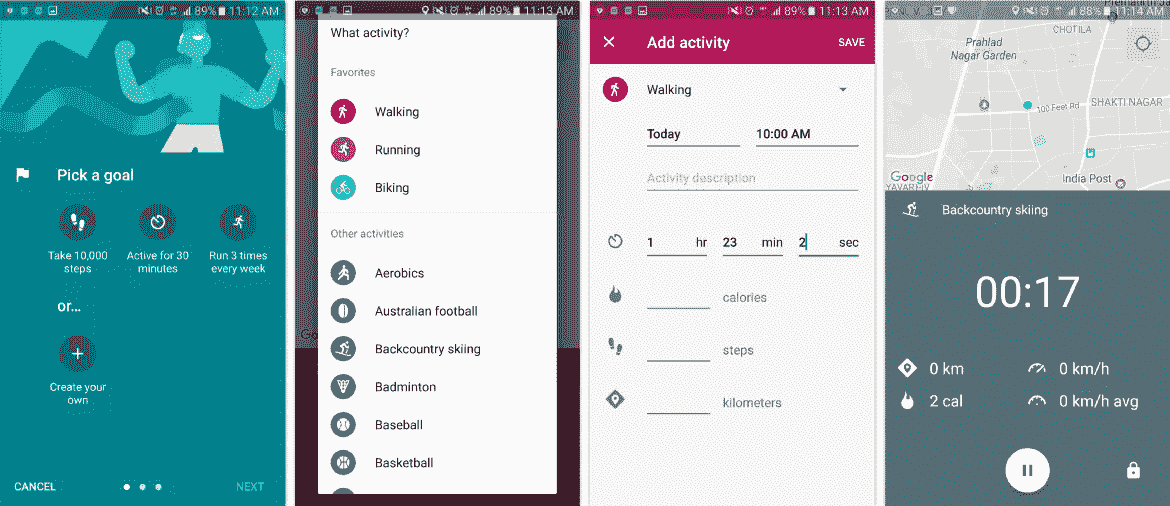 89% 11:12 AM
Pick a goal
Take 10,000
steps
Active for 30
minutes
Run 3 times
every week
or...
Create your
own
CANCEL
NEXT
89% 11:13 AM
What activity?
Favorites
Walking
Running
Biking
Other activities
Aerobics
Australian football
Backcountry skiing
Badminton
Baseball
Basketball
Go
89% 11:13 AM
Add activity
SAVE
Walking
Today
10:00 AM
Activity description
1 hr 23 min 2 sec
calories
steps
kilometers
88% 11:14 AM
CHOTILA
Prahlad
Nagar Garden
100 Feet Rd
SHAKTI NAGAR
India Post
Google
Backcountry skiing
00:17
0 km
0 km/h
2 cal
0 km/h avg